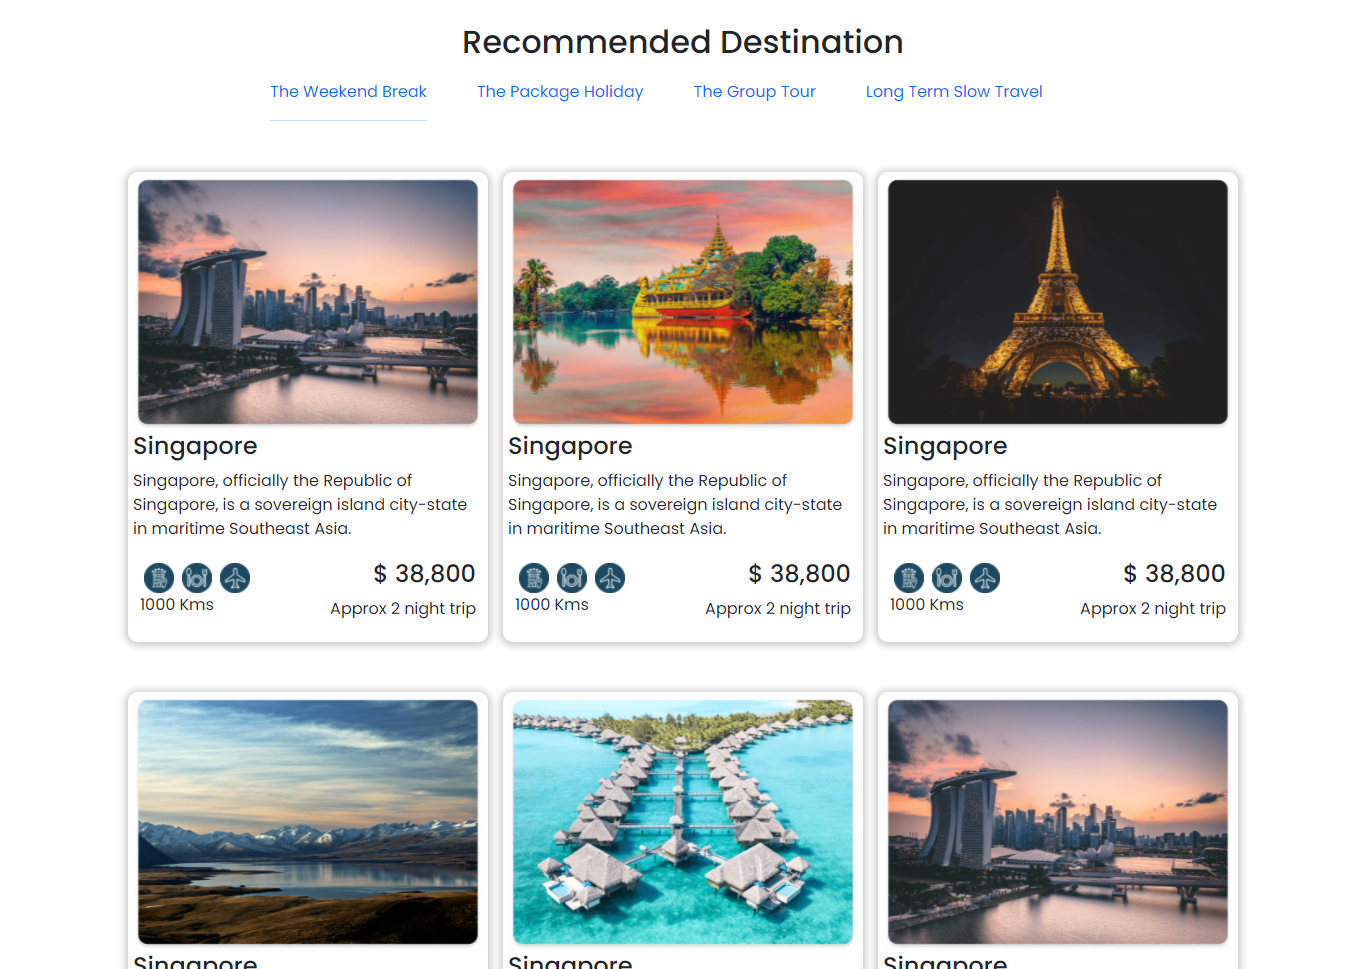 Recommended Destination
The Weekend Break The Package Holiday The Group Tour Long Term Slow Travel
Singapore
Singapore, officially the Republic of
Singapore, is a sovereign island city-state
in maritime Southeast Asia.
$ 38,800
1000 Kms
Approx 2 night trip
Singapore
Singapore, officially the Republic of
Singapore, is a sovereign island city-state
in maritime Southeast Asia.
$ 38,800
1000 Kms
Approx 2 night trip
Singapore
Singapore, officially the Republic of
Singapore, is a sovereign island city-state
in maritime Southeast Asia.
$ 38,800
1000 Kms
Approx 2 night trip
Singapore
Singapore
Singapore